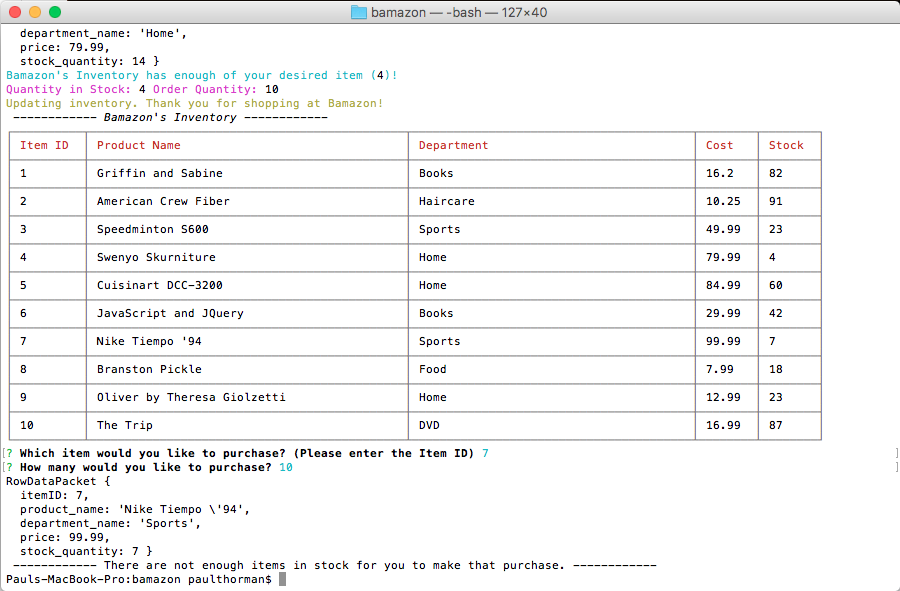 bamazon — -bash — 127×40
department_name: 'Home',
price: 79.99,
stock_quantity: 14 }
Bamazon's Inventory has enough of your desired item (4)!
Quantity in Stock: 4 Order Quantity: 10
Updating inventory. Thank you for shopping at Bamazon!
------------ Bamazon's Inventory ------------
Item ID Product Name Department Cost Stock
1 Griffin and Sabine Books 16.2 82
2 American Crew Fiber Haircare 10.25 91
3 Speedminton S600 Sports 49.99 23
4 Swenyo Skurniture Home 79.99 4
5 Cuisinart DCC-3200 Home 84.99 60
6 JavaScript and JQuery Books 29.99 42
7 Nike Tiempo '94 Sports 99.99 7
8 Branston Pickle Food 7.99 18
9 Oliver by Theresa Giolzetti Home 12.99 23
10 The Trip DVD 16.99 87
[? Which item would you like to purchase? (Please enter the Item ID) 7 ]
[? How many would you like to purchase? 10 ]
RowDataPacket {
itemID: 7,
product_name: 'Nike Tiempo \'94',
department_name: 'Sports',
price: 99.99,
stock_quantity: 7 }
------------ There are not enough items in stock for you to make that purchase. ------------
Pauls-MacBook-Pro:bamazon paulthorman$